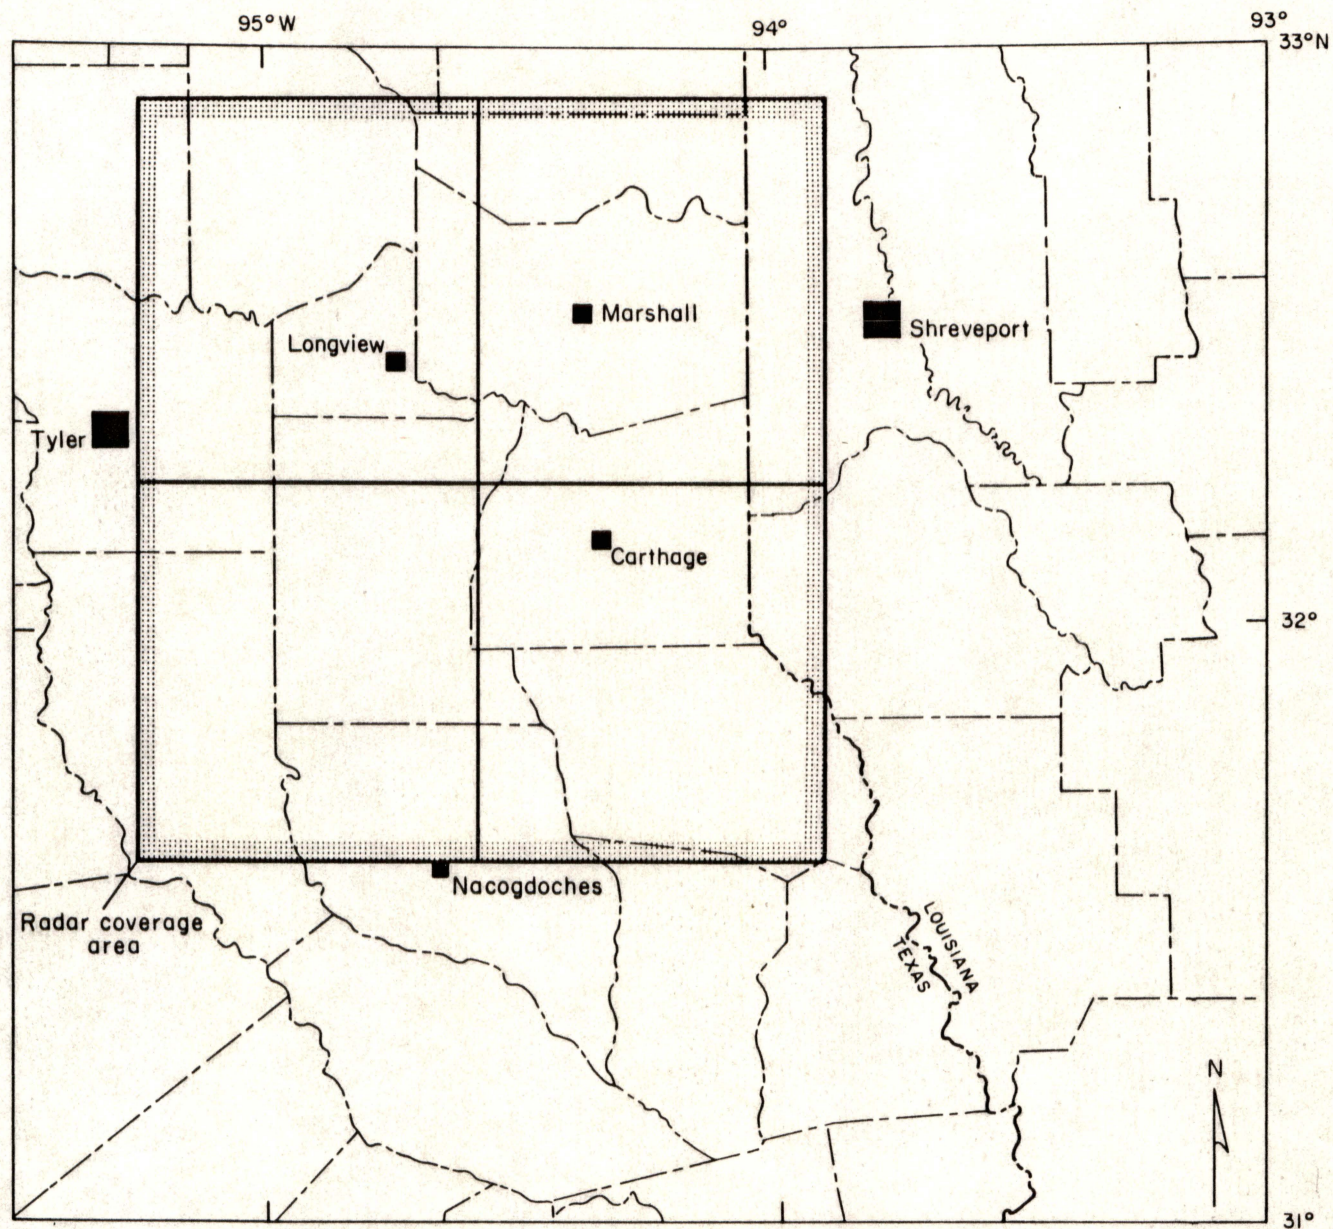 95° W
94°
93°
33° N
Marshall
Shreveport
Longview
Tyler
Carthage
32°
Nacogdoches
Radar coverage
area
LOUISIANA
TEXAS
N
31°